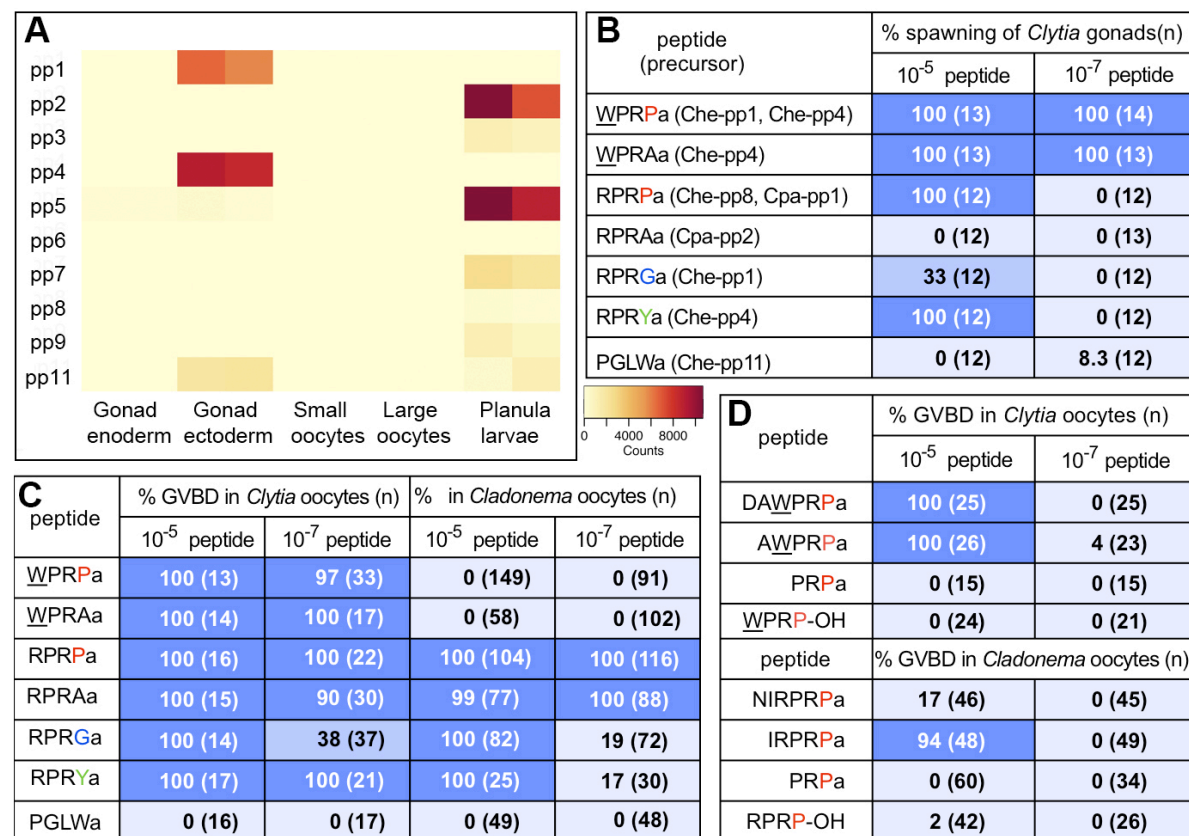 A
pp1
pp2
pp3
pp4
pp5
pp6
pp7
pp8
pp9
pp11
Gonad enoderm
Gonad ectoderm
Small oocytes
Large oocytes
Planula larvae
0 4000 8000
Counts
B
peptide (precursor)
% spawning of Clytia gonads(n)
10-5 peptide 10-7 peptide
WPRPa (Che-pp1, Che-pp4) 100 (13) 100 (14)
WPRAa (Che-pp4) 100 (13) 100 (13)
RPRPa (Che-pp8, Cpa-pp1) 100 (12) 0 (12)
RPRAa (Cpa-pp2) 0 (12) 0 (13)
RPRGa (Che-pp1) 33 (12) 0 (12)
RPRYa (Che-pp4) 100 (12) 0 (12)
PGLWa (Che-pp11) 0 (12) 8.3 (12)
C
peptide
% GVBD in Clytia oocytes (n) % in Cladonema oocytes (n)
10-5 peptide 10-7 peptide 10-5 peptide 10-7 peptide
WPRPa 100 (13) 97 (33) 0 (149) 0 (91)
WPRAa 100 (14) 100 (17) 0 (58) 0 (102)
RPRPa 100 (16) 100 (22) 100 (104) 100 (116)
RPRAa 100 (15) 90 (30) 99 (77) 100 (88)
RPRGa 100 (14) 38 (37) 100 (82) 19 (72)
RPRYa 100 (17) 100 (21) 100 (25) 17 (30)
PGLWa 0 (16) 0 (17) 0 (49) 0 (48)
D
peptide
% GVBD in Clytia oocytes (n)
10-5 peptide 10-7 peptide
DAWPRPa 100 (25) 0 (25)
AWPRPa 100 (26) 4 (23)
PRPa 0 (15) 0 (15)
WPRP-OH 0 (24) 0 (21)
peptide % GVBD in Cladonema oocytes (n)
NIRPRPa 17 (46) 0 (45)
IRPRPa 94 (48) 0 (49)
PRPa 0 (60) 0 (34)
RPRP-OH 2 (42) 0 (26)